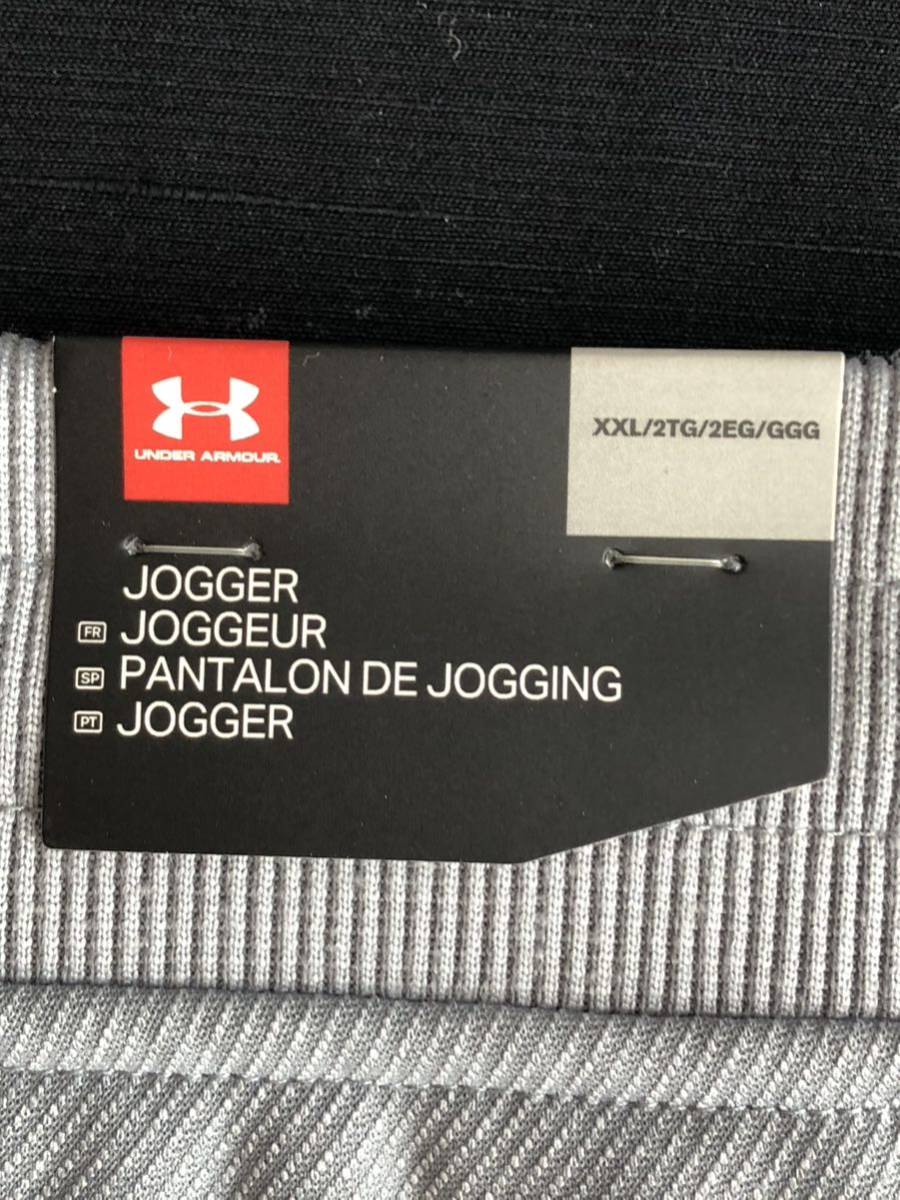 UNDER ARMOUR.
XXL/2TG/2EG/GGG
JOGGER
FR JOGGEUR
SP PANTALON DE JOGGING
PT JOGGER